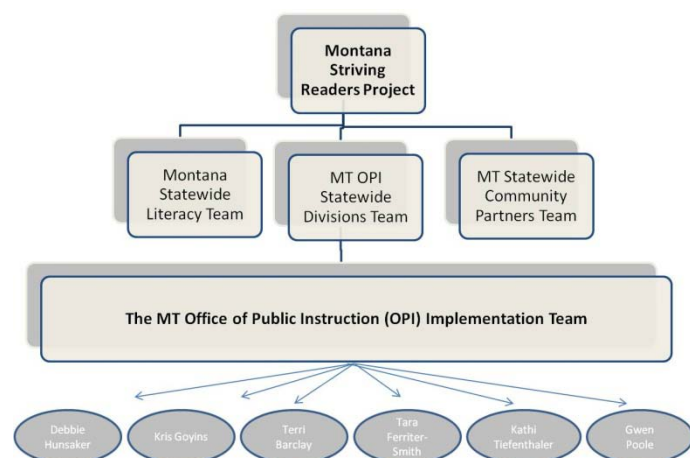 Montana
Striving
Readers Project
Montana
Statewide
Literacy Team
MT OPI
Statewide
Divisions Team
MT Statewide
Community
Partners Team
The MT Office of Public Instruction (OPI) Implementation Team
Debbie
Hunsaker
Kris Goyins
Terri
Barclay
Tara
Ferriter-
Smith
Kathi
Tiefenthaler
Gwen
Poole